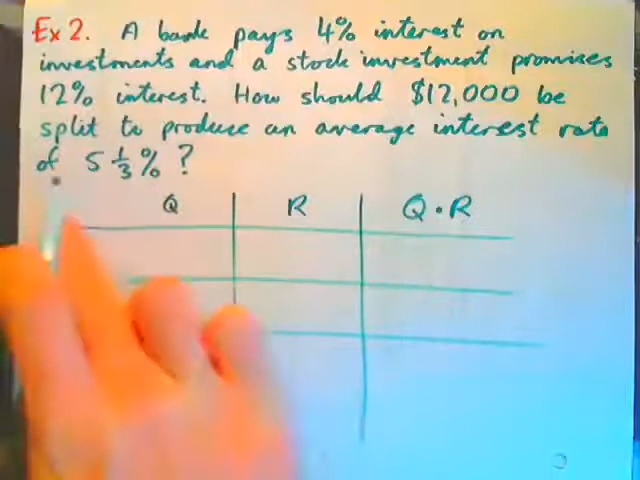 Ex 2. A bank pays 4% interest on
investments and a stock investment promises
12% interest. How should $12,000 be
split to produce an average interest rate
of 5 1/3 % ?
Q R Q · R